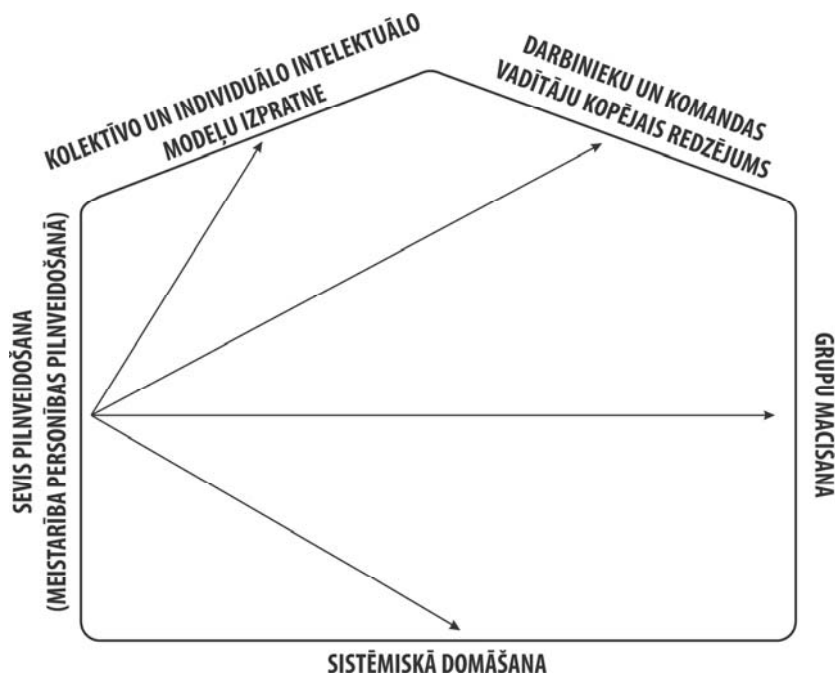 KOLEKTĪVO UN INDIVIDUĀLO INTELEKTUĀLO
MODEĻU IZPRATNE
DARBINIEKU UN KOMANDAS
VADĪTĀJU KOPĒJAIS REDZĒJUMS
SEVIS PILNVEIDOŠANA
(MEISTARĪBA PERSONĪBAS PILNVEIDOŠANĀ)
GRUPU MACISANA
SISTĒMISKĀ DOMĀŠANA